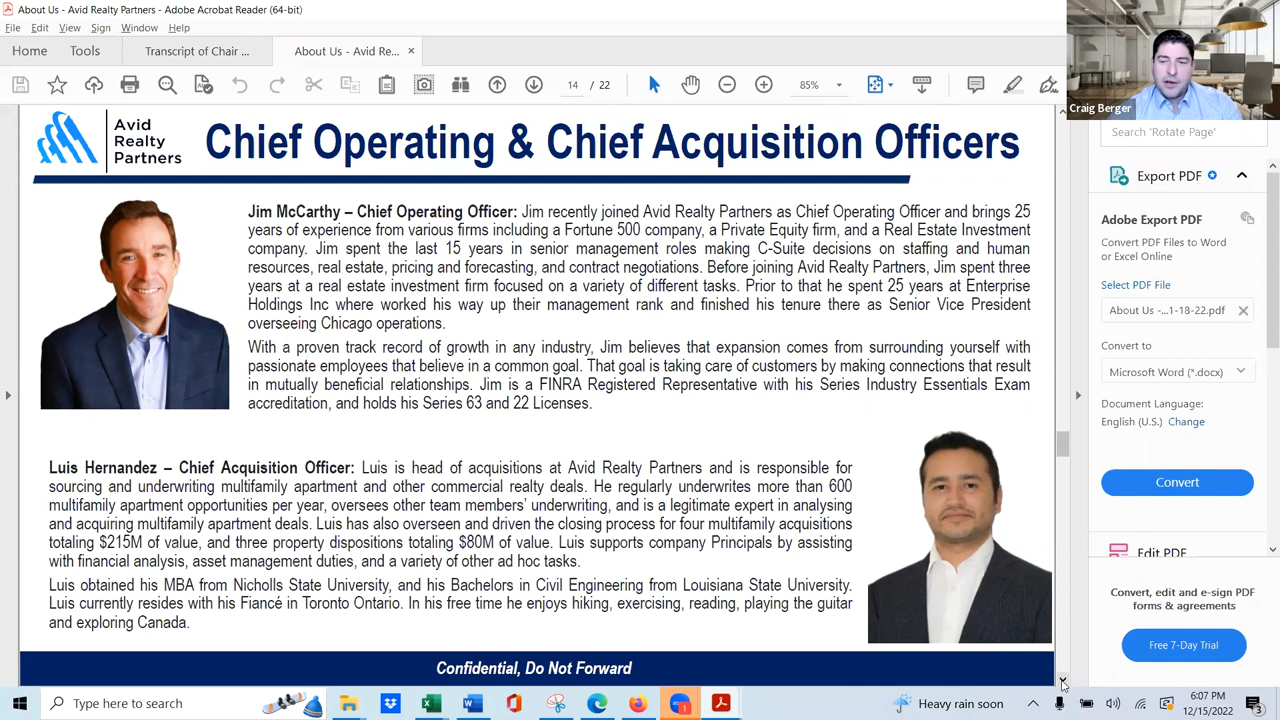 About Us - Avid Realty Partners - Adobe Acrobat Reader (64-bit)
File Edit View Sign Window Help
Home Tools Transcript of Chair ... About Us - Avid Re... ×
14 / 22 85%
Craig Berger
Search 'Rotate Page'
Avid
Realty
Partners
Chief Operating & Chief Acquisition Officers
Jim McCarthy – Chief Operating Officer: Jim recently joined Avid Realty Partners as Chief Operating Officer and brings 25
years of experience from various firms including a Fortune 500 company, a Private Equity firm, and a Real Estate Investment
company. Jim spent the last 15 years in senior management roles making C-Suite decisions on staffing and human
resources, real estate, pricing and forecasting, and contract negotiations. Before joining Avid Realty Partners, Jim spent three
years at a real estate investment firm focused on a variety of different tasks. Prior to that he spent 25 years at Enterprise
Holdings Inc where worked his way up their management rank and finished his tenure there as Senior Vice President
overseeing Chicago operations.
With a proven track record of growth in any industry, Jim believes that expansion comes from surrounding yourself with
passionate employees that believe in a common goal. That goal is taking care of customers by making connections that result
in mutually beneficial relationships. Jim is a FINRA Registered Representative with his Series Industry Essentials Exam
accreditation, and holds his Series 63 and 22 Licenses.
Luis Hernandez – Chief Acquisition Officer: Luis is head of acquisitions at Avid Realty Partners and is responsible for
sourcing and underwriting multifamily apartment and other commercial realty deals. He regularly underwrites more than 600
multifamily apartment opportunities per year, oversees other team members' underwriting, and is a legitimate expert in analysing
and acquiring multifamily apartment deals. Luis has also overseen and driven the closing process for four multifamily acquisitions
totaling $215M of value, and three property dispositions totaling $80M of value. Luis supports company Principals by assisting
with financial analysis, asset management duties, and a variety of other ad hoc tasks.
Luis obtained his MBA from Nicholls State University, and his Bachelors in Civil Engineering from Louisiana State University.
Luis currently resides with his Fiancé in Toronto Ontario. In his free time he enjoys hiking, exercising, reading, playing the guitar
and exploring Canada.
Confidential, Do Not Forward
Export PDF
Adobe Export PDF
Convert PDF Files to Word
or Excel Online
Select PDF File
About Us -...1-18-22.pdf
Convert to
Microsoft Word (*.docx)
Document Language:
English (U.S.) Change
Convert
Edit PDF
Convert, edit and e-sign PDF
forms & agreements
Free 7-Day Trial
Type here to search
Heavy rain soon
6:07 PM
12/15/2022
3